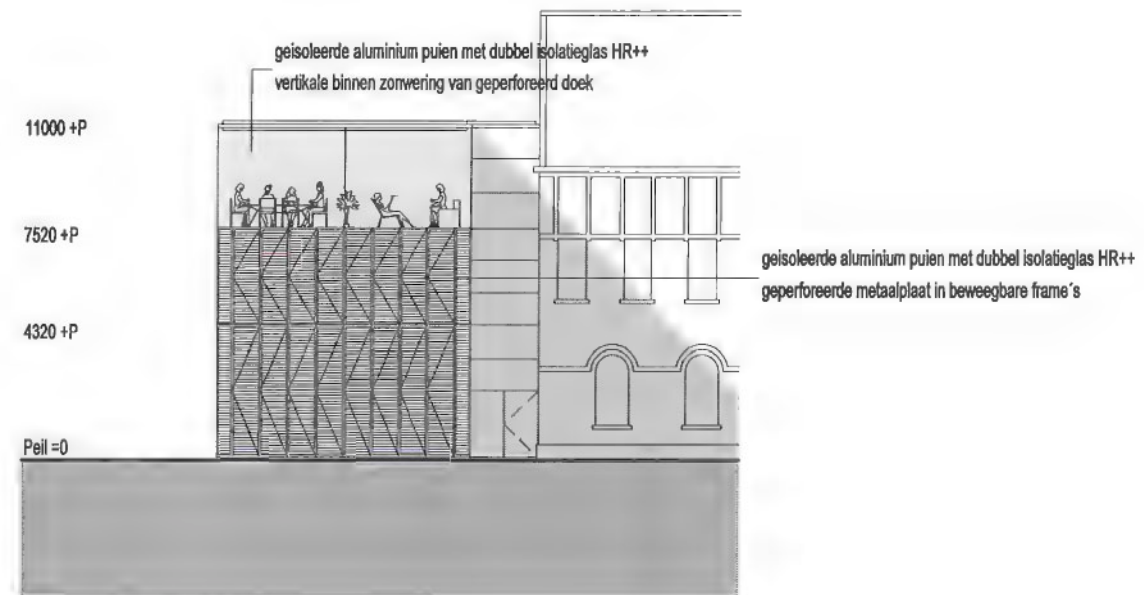 geisoleerde aluminium puien met dubbel isolatieglas HR++
vertikale binnen zonwering van geperforeerd doek
11000 +P
7520 +P
geisoleerde aluminium puien met dubbel isolatieglas HR++
geperforeerde metaalplaat in beweegbare frame´s
4320 +P
Peil =0